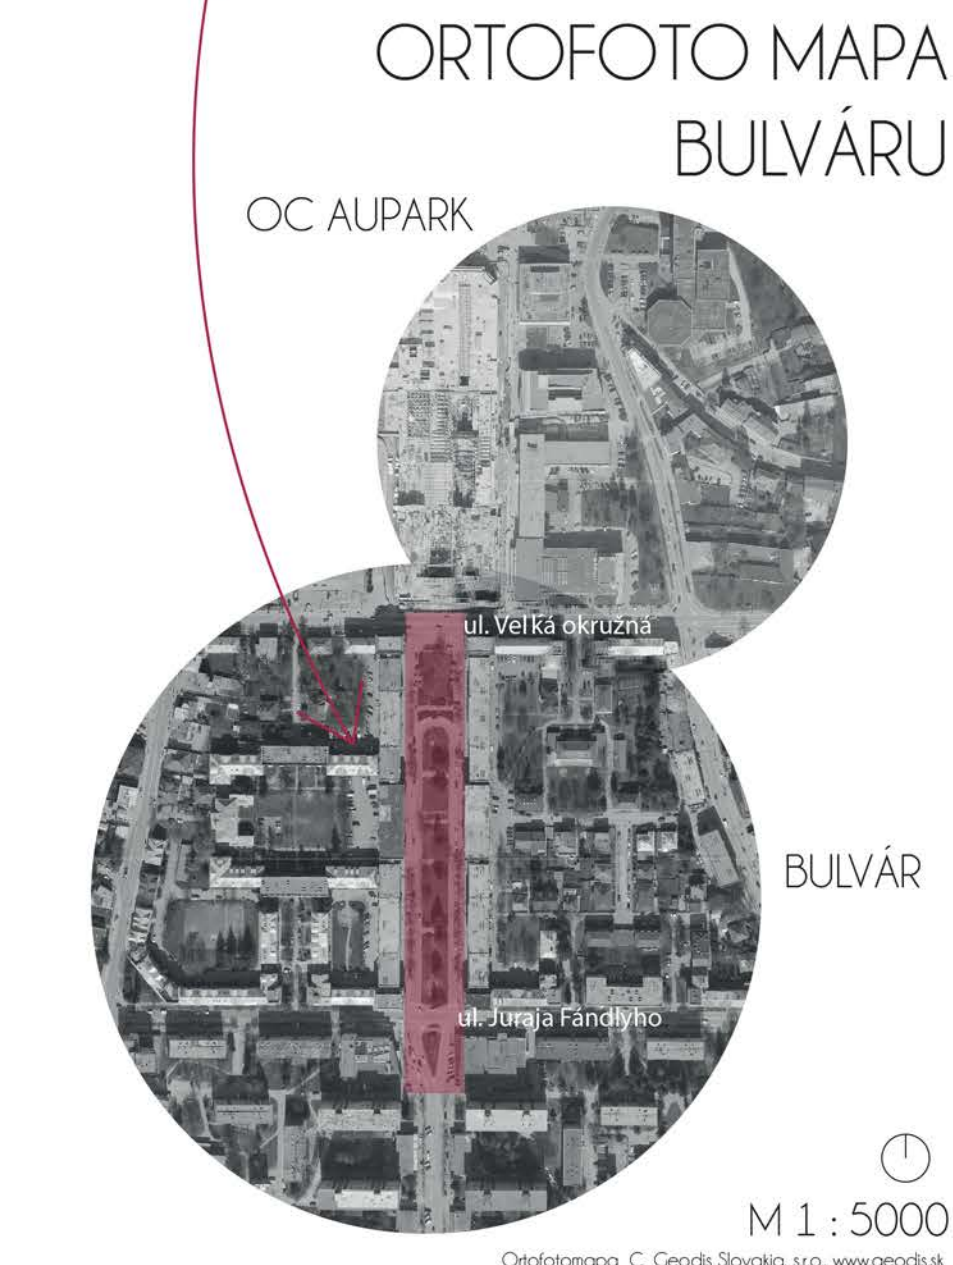 ORTOFOTO MAPA
BULVÁRU
OC AUPARK
ul. Veľká okružná
BULVÁR
ul. Juraja Fándlyho
M 1 : 5000
Ortofotomapa, C, Geodis Slovakia, s.r.o., www.geodis.sk